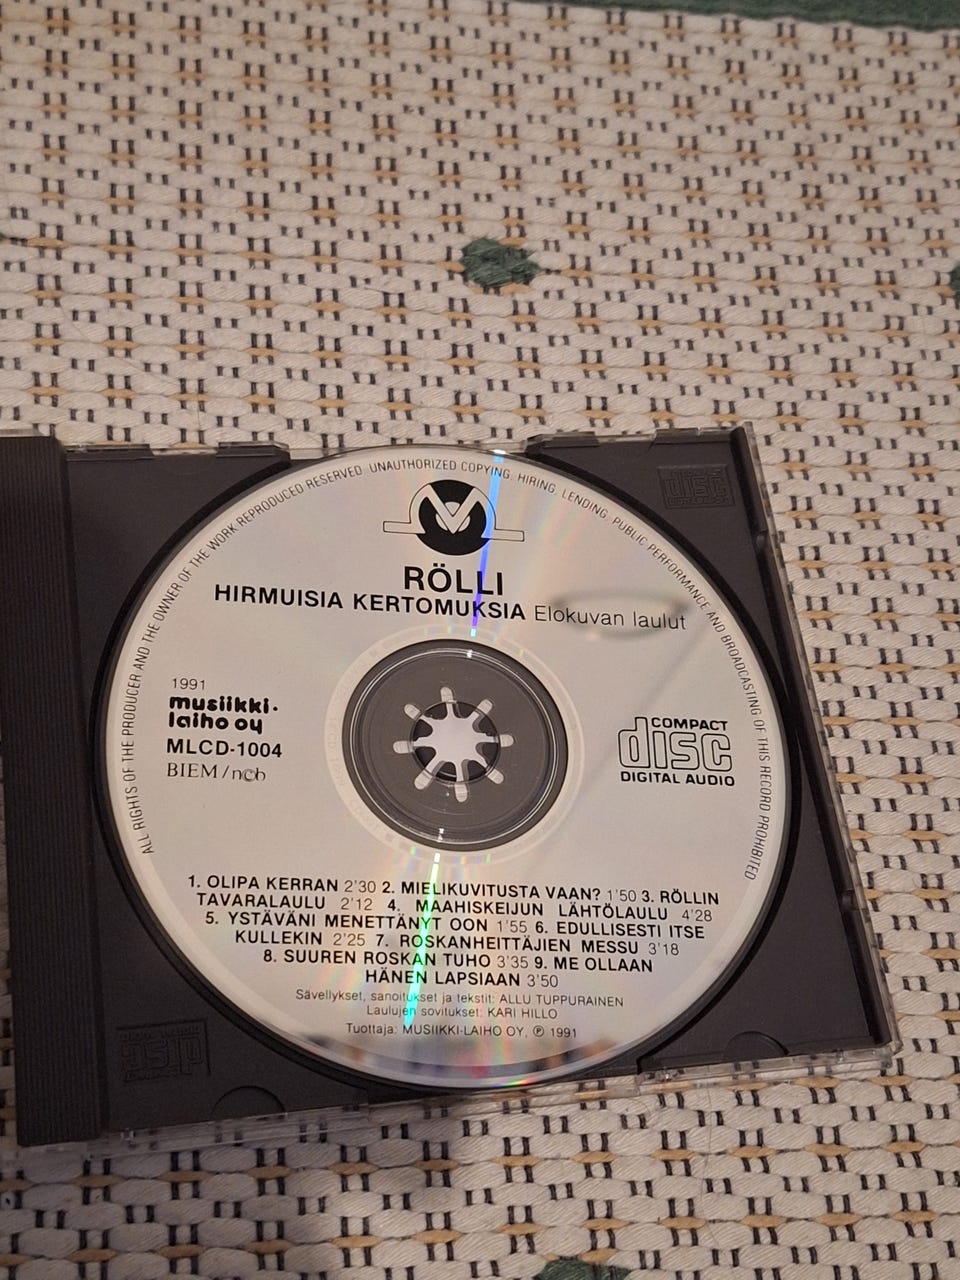 ALL RIGHTS OF THE PRODUCER AND THE OWNER OF THE WORK REPRODUCED RESERVED. UNAUTHORIZED COPYING, HIRING, LENDING, PUBLIC PERFORMANCE AND BROADCASTING OF THIS RECORD PROHIBITED
RÖLLI
HIRMUISIA KERTOMUKSIA Elokuvan laulut
1991
musiikki-
laiho oy
MLCD-1004
BIEM/ncb
COMPACT
disc
DIGITAL AUDIO
1. OLIPA KERRAN 2'30 2. MIELIKUVITUSTA VAAN? 1'50 3. RÖLLIN
TAVARALAULU 2'12 4. MAAHISKEIJUN LÄHTÖLAULU 4'28
5. YSTÄVÄNI MENETTÄNYT OON 1'55 6. EDULLISESTI ITSE
KULLEKIN 2'25 7. ROSKANHEITTÄJIEN MESSU 3'18
8. SUUREN ROSKAN TUHO 3'35 9. ME OLLAAN
HÄNEN LAPSIAAN 3'50
Sävellykset, sanoitukset ja tekstit: ALLU TUPPURAINEN
Laulujen sovitukset: KARI HILLO
Tuottaja: MUSIIKKI-LAIHO OY, ℗ 1991